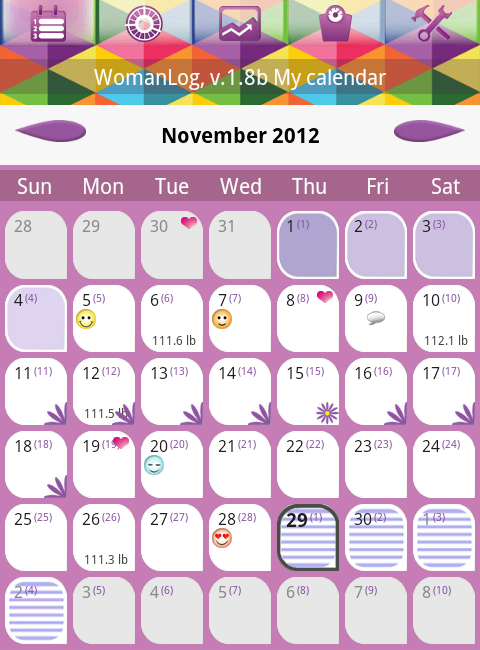 WomanLog, v.1.8b My calendar
November 2012
Sun Mon Tue Wed Thu Fri Sat
28 29 30 31 1 (1) 2 (2) 3 (3)
4 (4) 5 (5) 6 (6) 7 (7) 8 (8) 9 (9) 10 (10)
111.6 lb 112.1 lb
11 (11) 12 (12) 13 (13) 14 (14) 15 (15) 16 (16) 17 (17)
111.5 lb
18 (18) 19 (19) 20 (20) 21 (21) 22 (22) 23 (23) 24 (24)
25 (25) 26 (26) 27 (27) 28 (28) 29 (1) 30 (2) 1 (3)
111.3 lb
2 (4) 3 (5) 4 (6) 5 (7) 6 (8) 7 (9) 8 (10)